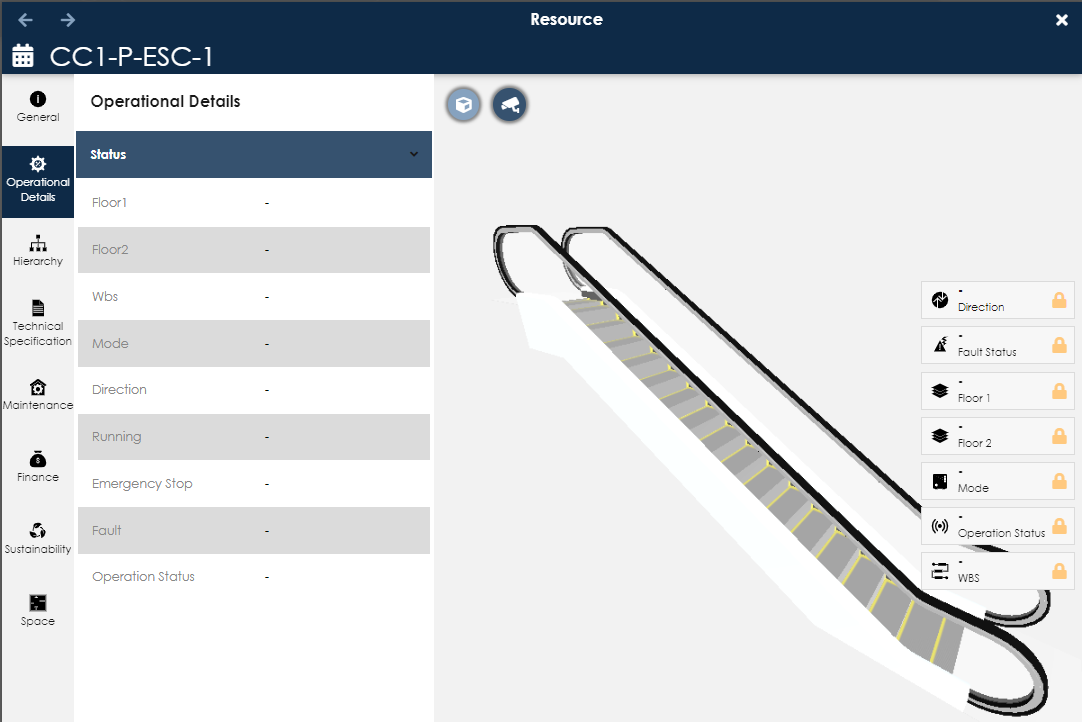 Resource
CC1-P-ESC-1
General
Operational
Details
Hierarchy
Technical
Specification
Maintenance
Finance
Sustainability
Space
Operational Details
Status
Floor1 -
Floor2 -
Wbs -
Mode -
Direction -
Running -
Emergency Stop -
Fault -
Operation Status -
-
Direction
-
Fault Status
-
Floor 1
-
Floor 2
-
Mode
-
Operation Status
-
WBS